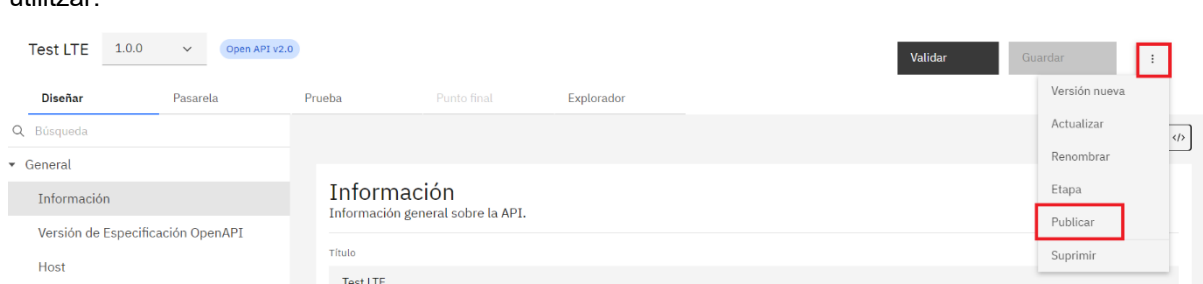 utilitzar.
Test LTE 1.0.0 Open API v2.0 Validar Guardar
Diseñar Pasarela Prueba Punto final Explorador
Versión nueva
Búsqueda
Actualizar
</>
General
Renombrar
Información
Información
Información general sobre la API.
Etapa
Versión de Especificación OpenAPI
Publicar
Título
Suprimir
Host
Test LTE